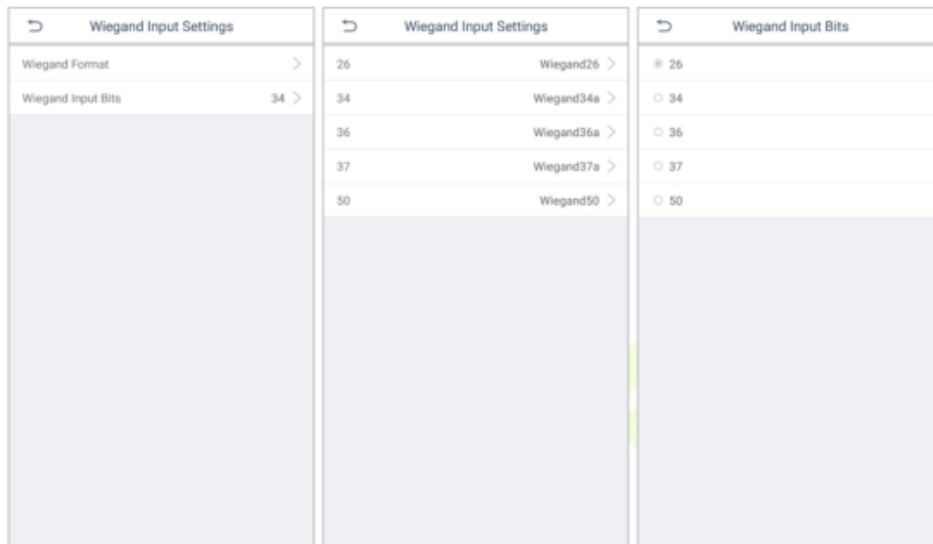 Wiegand Input Settings
Wiegand Format
Wiegand Input Bits 34
Wiegand Input Settings
26 Wiegand26
34 Wiegand34a
36 Wiegand36a
37 Wiegand37a
50 Wiegand50
Wiegand Input Bits
26
34
36
37
50